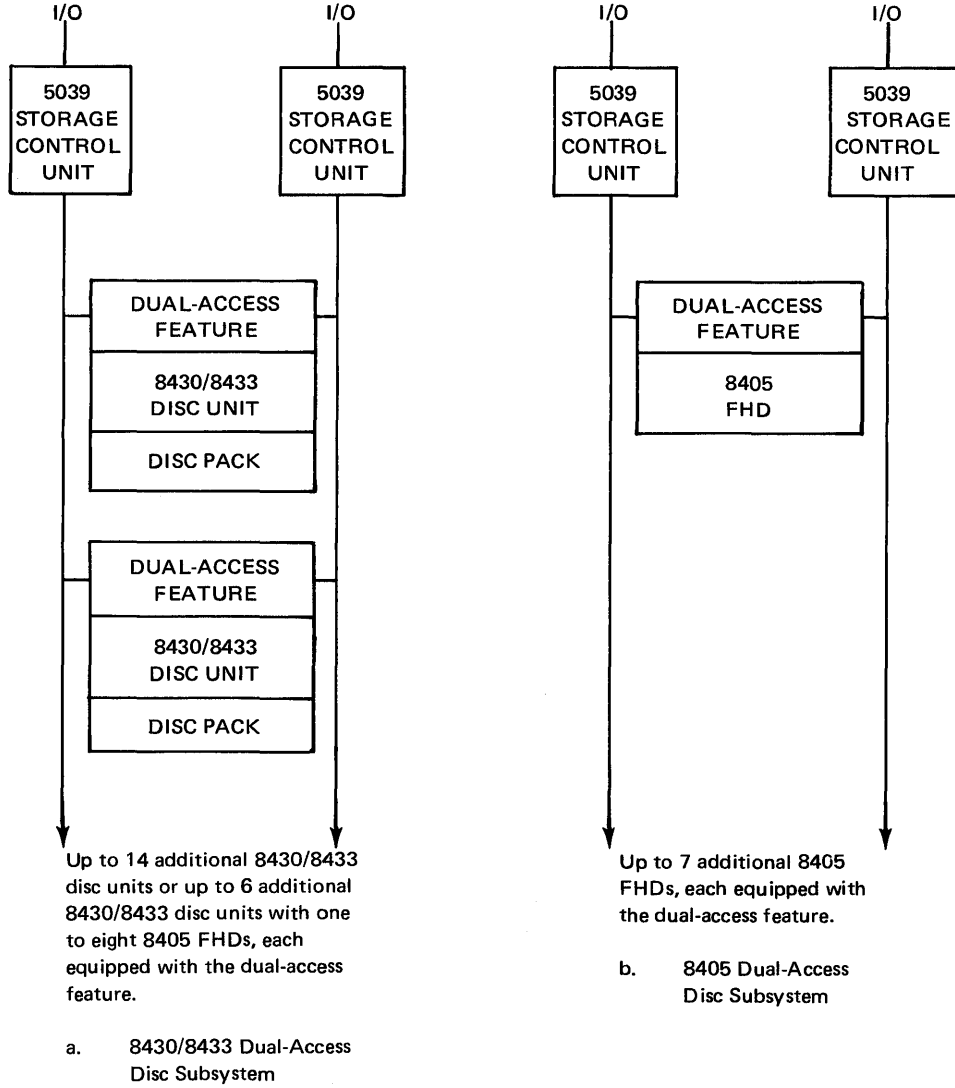 I/O
I/O
5039
STORAGE
CONTROL
UNIT
5039
STORAGE
CONTROL
UNIT
DUAL-ACCESS
FEATURE
8430/8433
DISC UNIT
DISC PACK
DUAL-ACCESS
FEATURE
8430/8433
DISC UNIT
DISC PACK
Up to 14 additional 8430/8433
disc units or up to 6 additional
8430/8433 disc units with one
to eight 8405 FHDs, each
equipped with the dual-access
feature.
a. 8430/8433 Dual-Access
Disc Subsystem
I/O
I/O
5039
STORAGE
CONTROL
UNIT
5039
STORAGE
CONTROL
UNIT
DUAL-ACCESS
FEATURE
8405
FHD
Up to 7 additional 8405
FHDs, each equipped with
the dual-access feature.
b. 8405 Dual-Access
Disc Subsystem